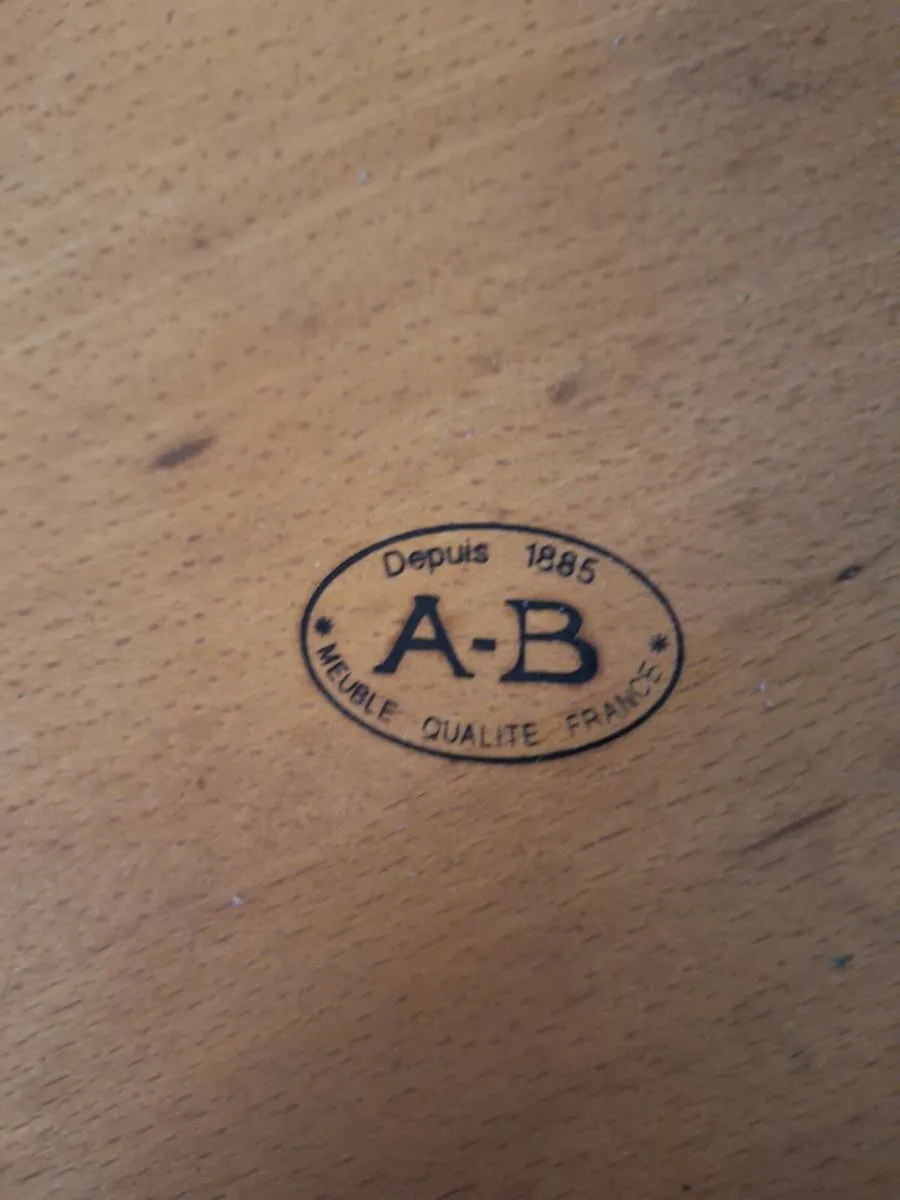 Depuis 1885
A-B
* MEUBLE QUALITE FRANCE *